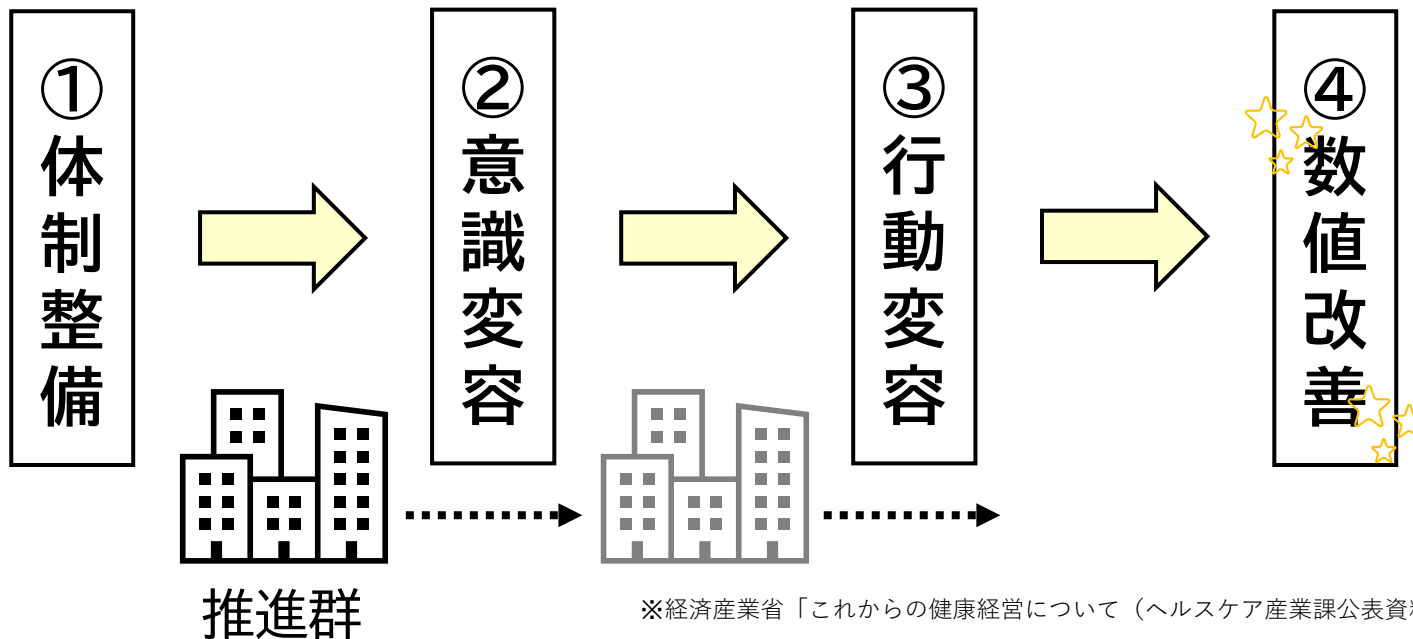 ①体制整備
②意識変容
③行動変容
④数値改善
推進群
※経済産業省「これからの健康経営について（ヘルスケア産業課公表資